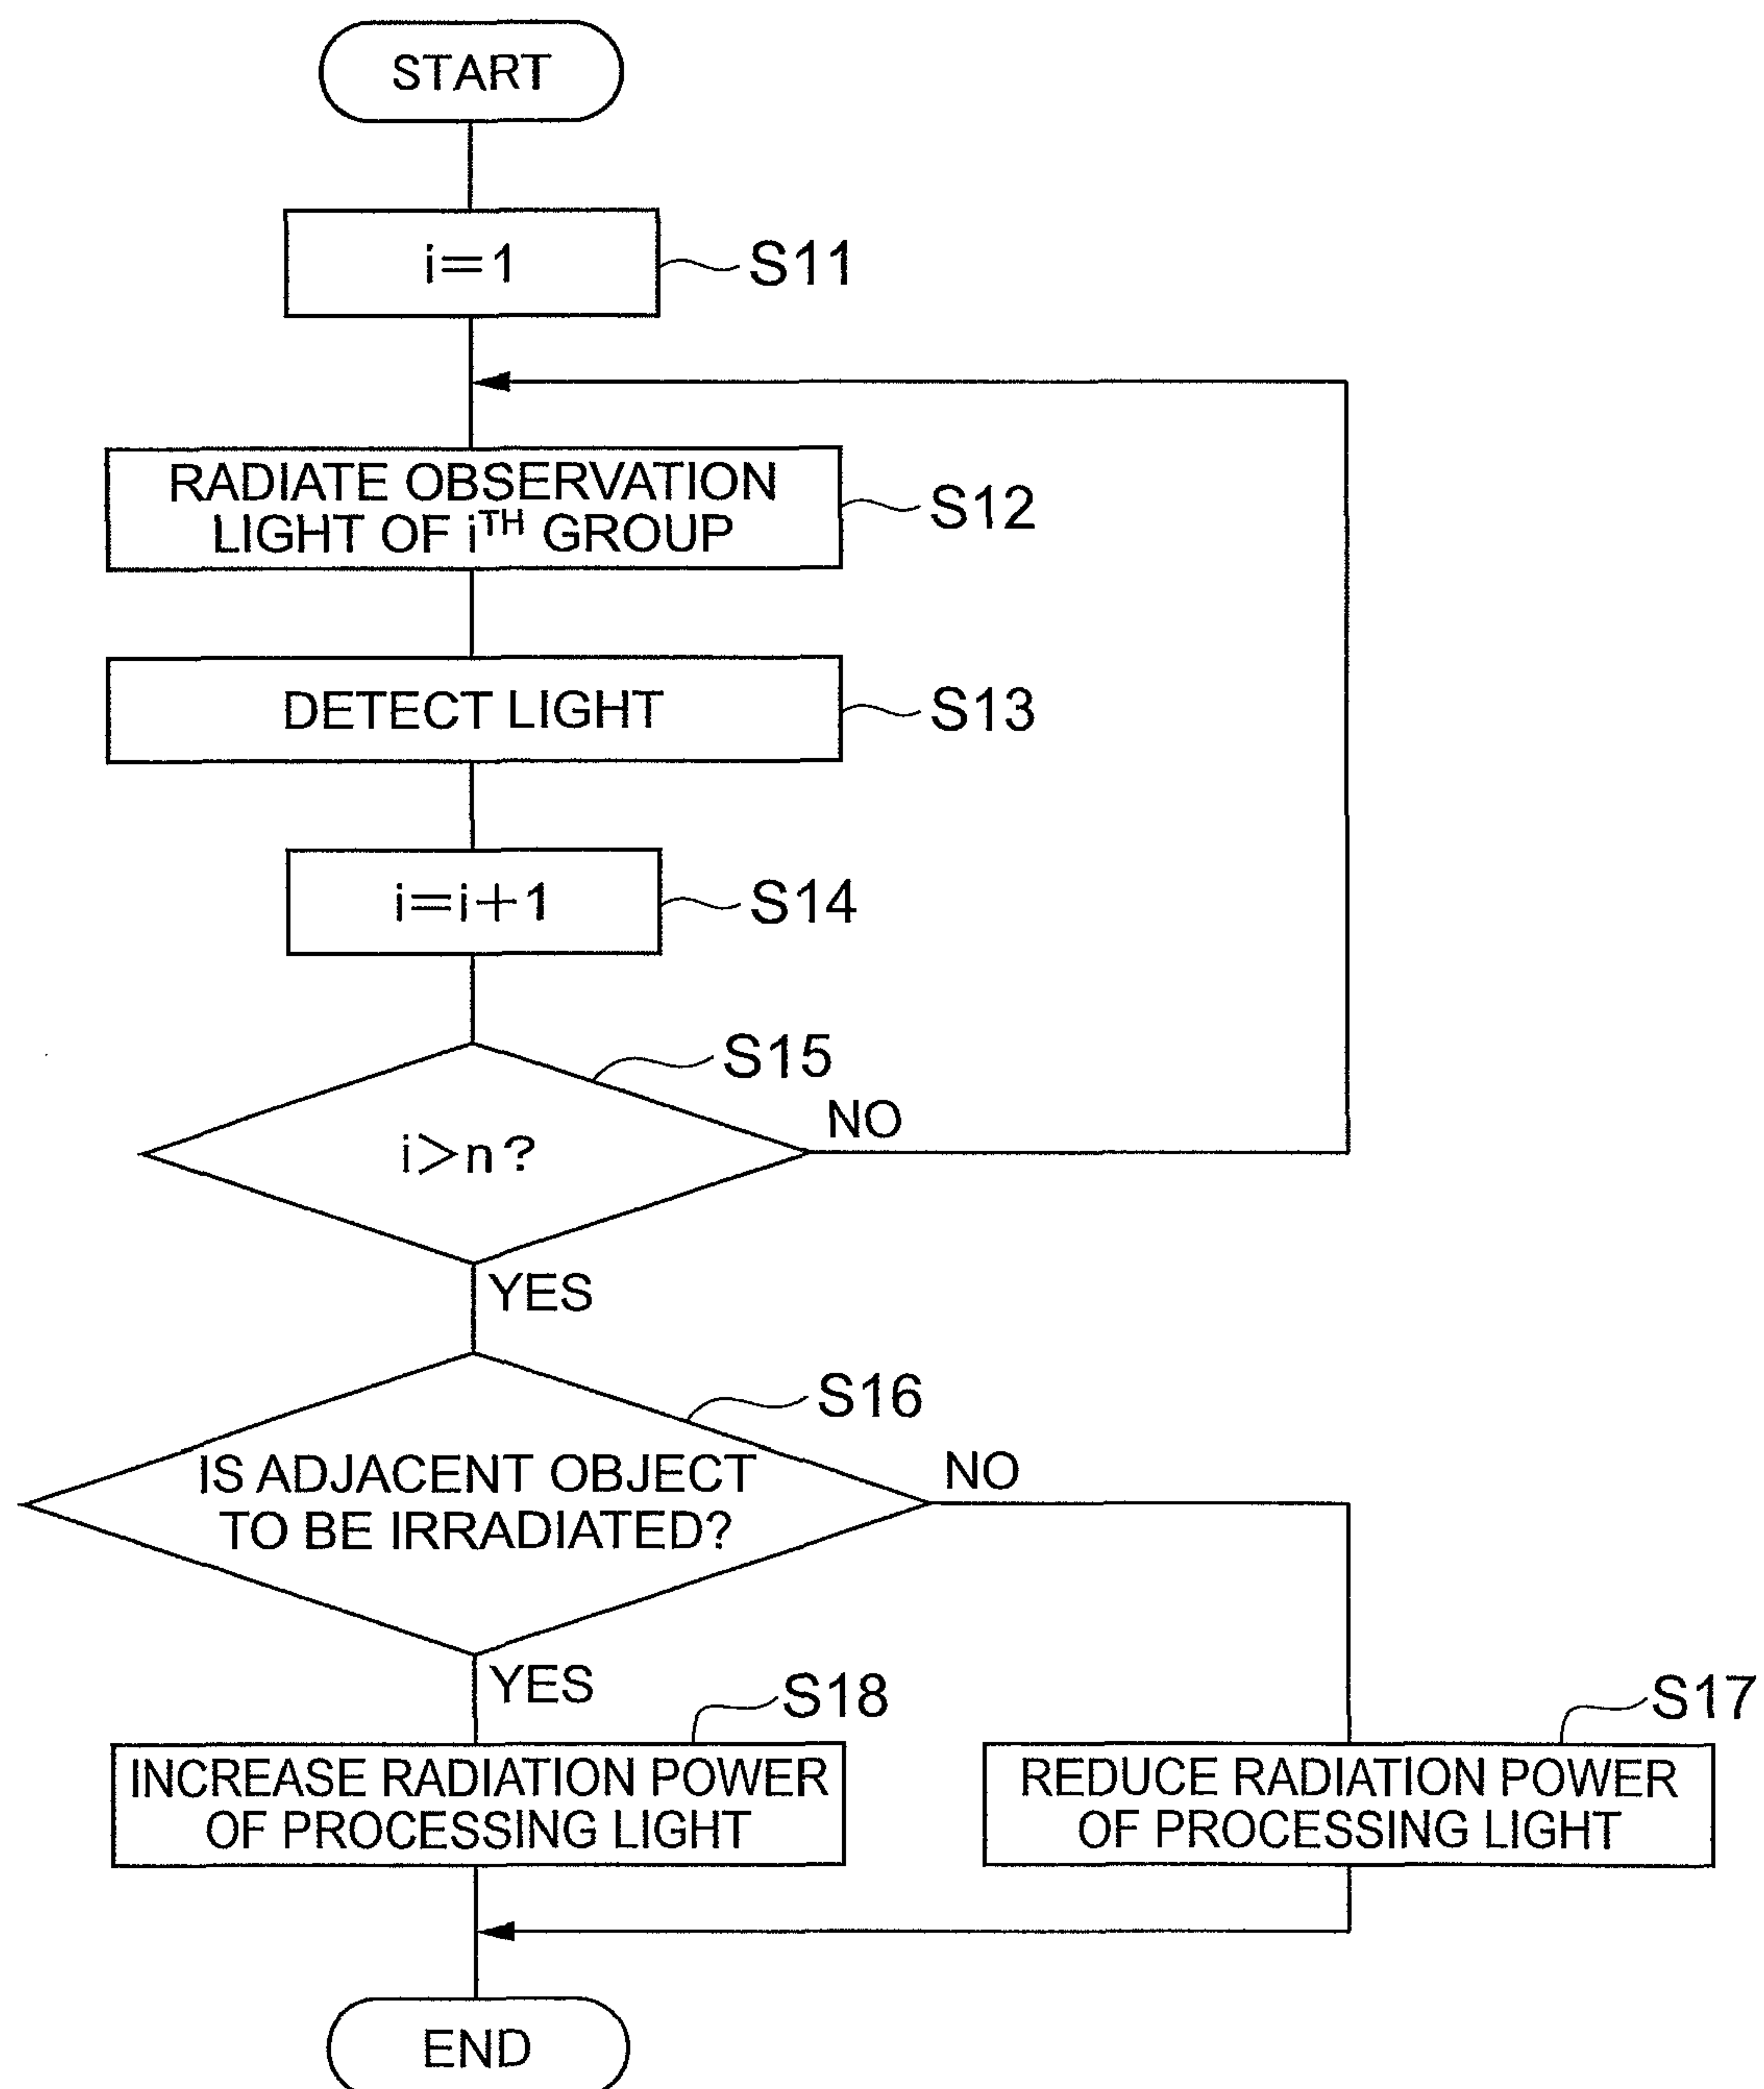 START
i=1
S11
RADIATE OBSERVATION
LIGHT OF iTH GROUP
S12
DETECT LIGHT
S13
i=i+1
S14
S15
i>n?
NO
YES
S16
IS ADJACENT OBJECT
TO BE IRRADIATED?
NO
YES
S18
INCREASE RADIATION POWER
OF PROCESSING LIGHT
S17
REDUCE RADIATION POWER
OF PROCESSING LIGHT
END